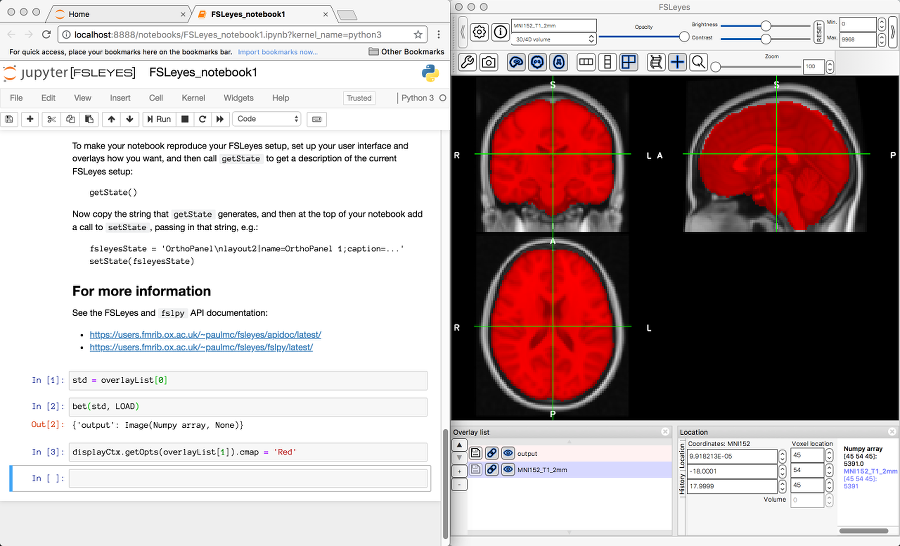 Home
FSLeyes_notebook1
localhost:8888/notebooks/FSLeyes_notebook1.ipynb?kernel_name=python3
For quick access, place your bookmarks here on the bookmarks bar. Import bookmarks now...
Other Bookmarks
jupyter [FSLEYES] FSLeyes_notebook1
File Edit View Insert Cell Kernel Widgets Help Trusted Python 3
Run Code
To make your notebook reproduce your FSLeyes setup, set up your user interface and
overlays how you want, and then call getState to get a description of the current
FSLeyes setup:
getState()
Now copy the string that getState generates, and then at the top of your notebook add
a call to setState, passing in that string, e.g.:
fsleyesState = 'OrthoPanel\nlayout2|name=OrthoPanel 1;caption=...'
setState(fsleyesState)
For more information
See the FSLeyes and fslpy API documentation:
https://users.fmrib.ox.ac.uk/~paulmc/fsleyes/apidoc/latest/
https://users.fmrib.ox.ac.uk/~paulmc/fsleyes/fslpy/latest/
In [1]: std = overlayList[0]
In [2]: bet(std, LOAD)
Out[2]: {'output': Image(Numpy array, None)}
In [3]: displayCtx.getOpts(overlayList[1]).cmap = 'Red'
In [ ]:
FSLeyes
MNI152_T1_2mm
3D/4D volume
Opacity
Brightness
Contrast
RESET
Min. 0
Max. 9968
Zoom
100
S
R
L
I
S
A
P
A
R
L
P
Overlay list
output
MNI152_T1_2mm
Location
History
Location
Coordinates: MNI152
9.918213E-05
-18.0001
17.9999
Voxel location
45
54
45
Volume 0
Numpy array
[45 54 45]:
5391.0
MNI152_T1_2mm
[45 54 45]:
5391